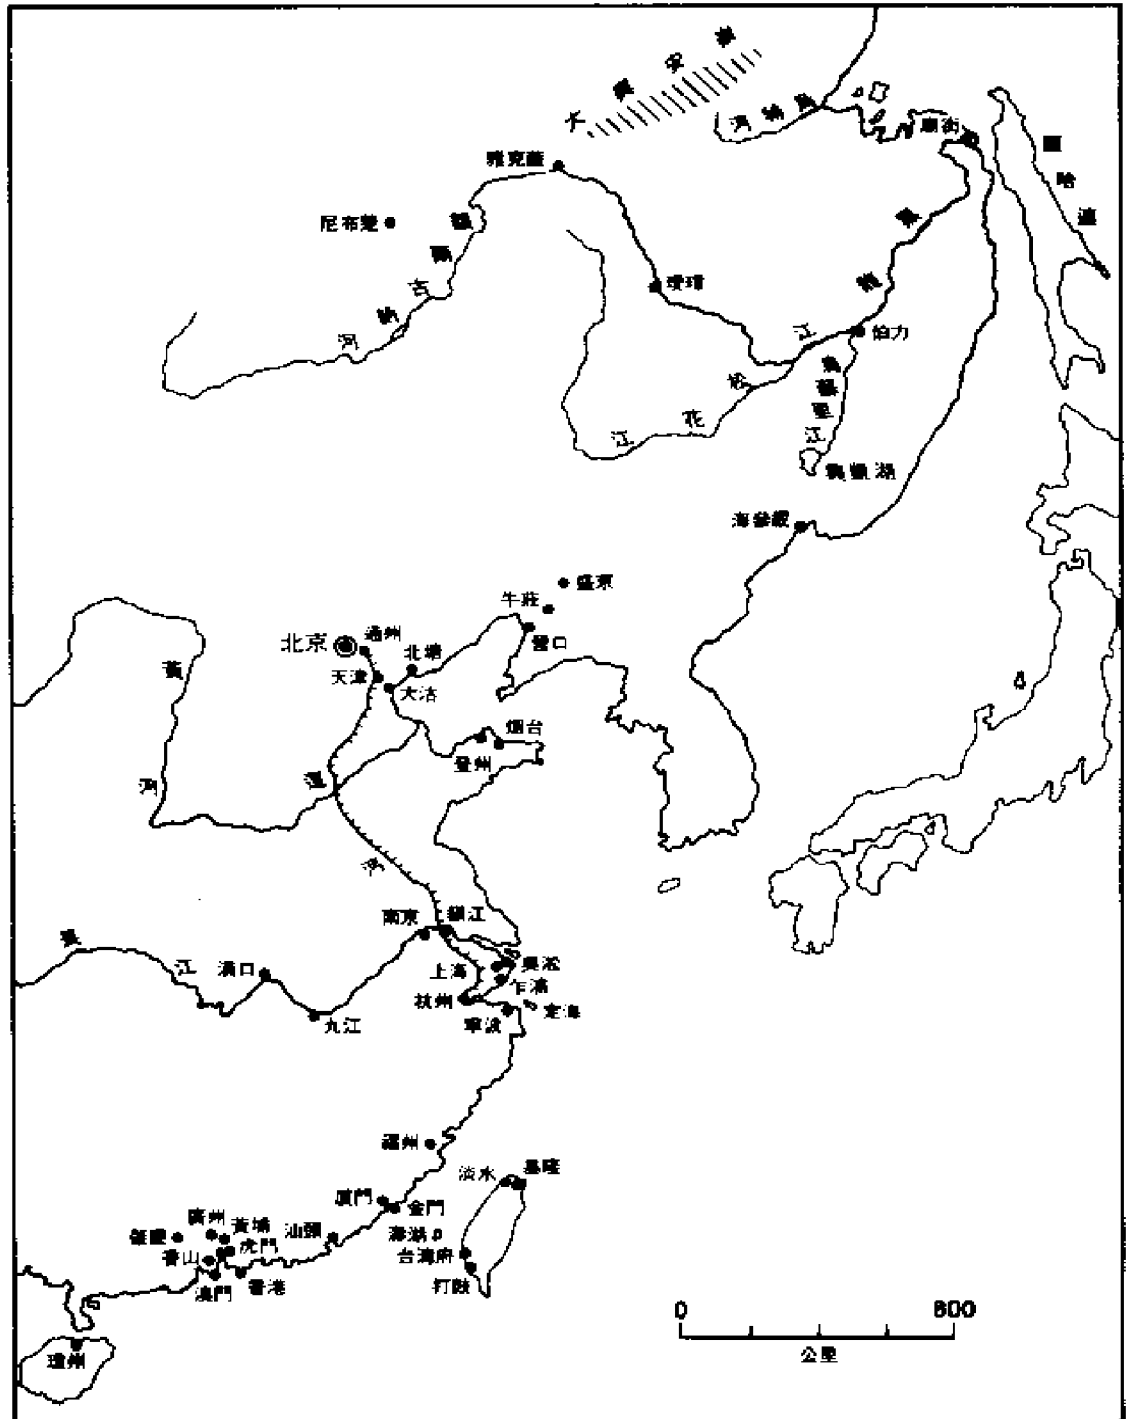 大興安嶺
烏特河
廟街
雅克薩
尼布楚
額爾古納河
璦琿
黑龍江
伯力
烏蘇里江
松花江
興凱湖
海參崴
盛京
牛莊
營口
北京
通州
天津
北塘
大沽
烟台
登州
黃河
運河
南京
鎮江
長江
漢口
九江
上海
吳淞
乍浦
杭州
寧波
定海
福州
淡水
基隆
廈門
金門
澎湖
台灣府
打鼓
汕頭
廣州
黃埔
虎門
香山
澳門
香港
瓊州
0
800
公里